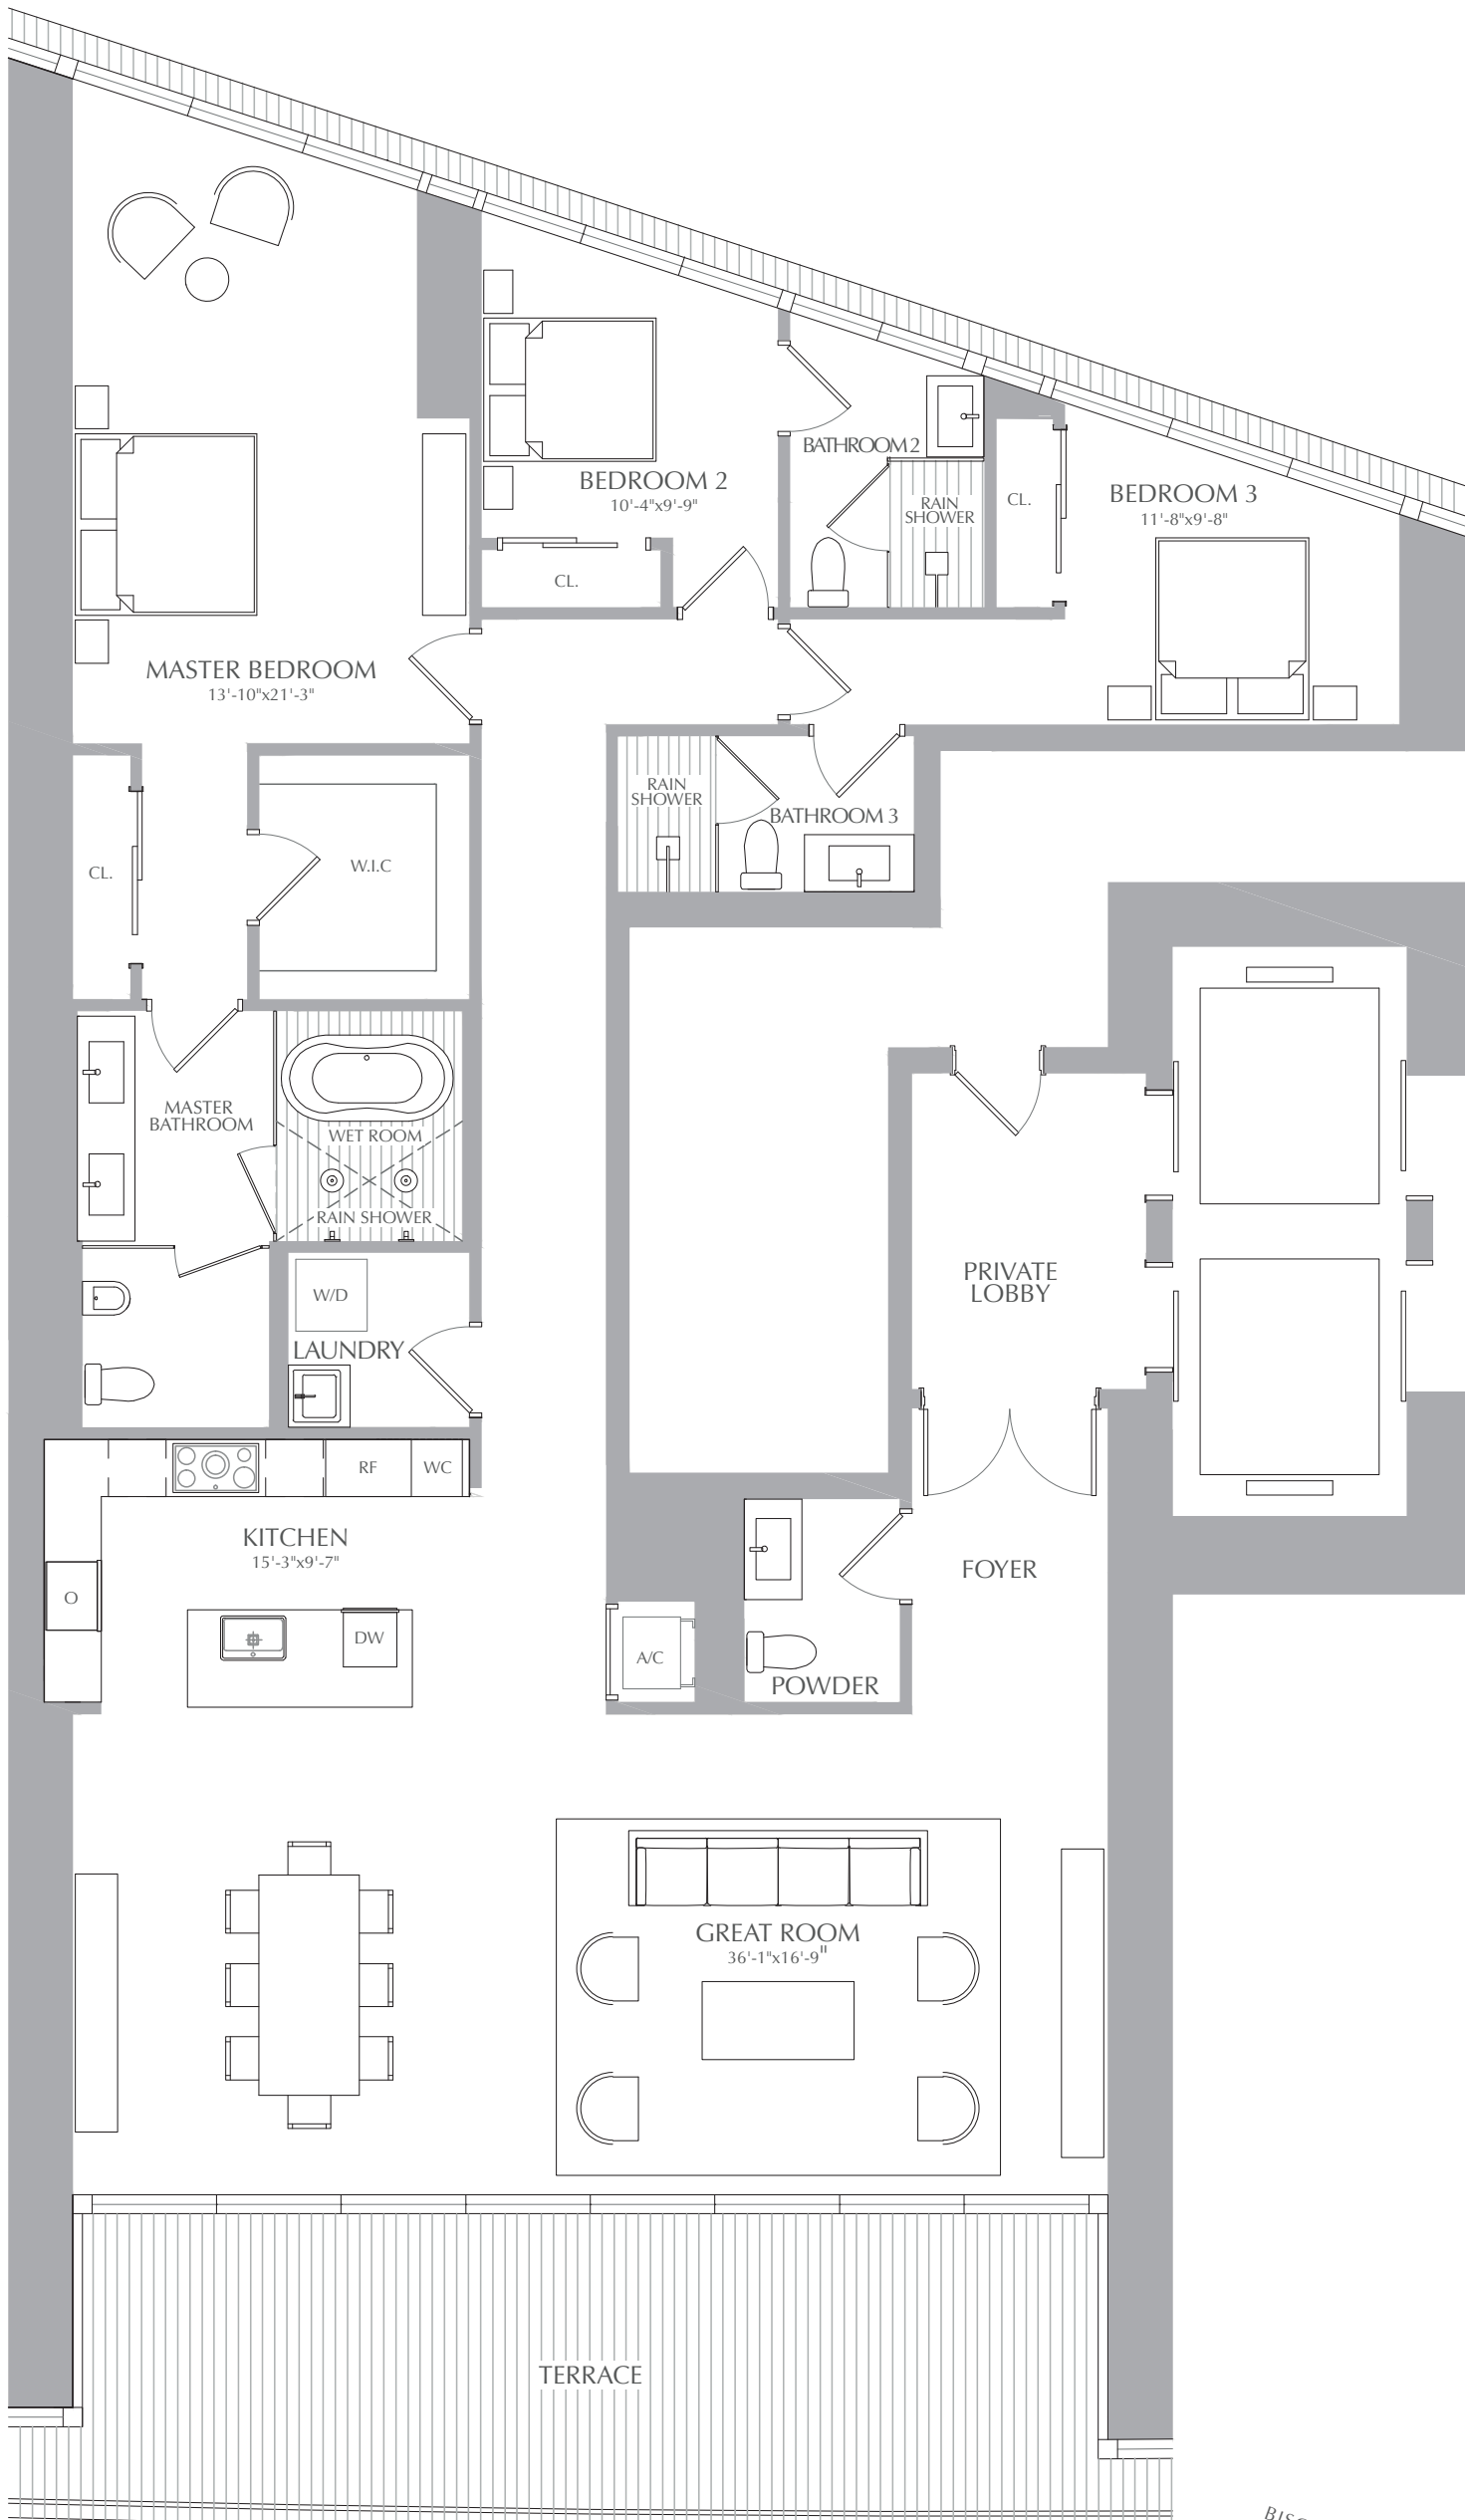 BATHROOM 2
BEDROOM 2
10'-4"x9'-9"
RAIN
SHOWER
CL.
BEDROOM 3
11'-8"x9'-8"
CL.
MASTER BEDROOM
13'-10"x21'-3"
RAIN
SHOWER
BATHROOM 3
CL.
W.I.C
MASTER
BATHROOM
WET ROOM
RAIN SHOWER
PRIVATE
LOBBY
W/D
LAUNDRY
RF
WC
KITCHEN
15'-3"x9'-7"
FOYER
O
DW
A/C
POWDER
GREAT ROOM
36'-1"x16'-9"
TERRACE